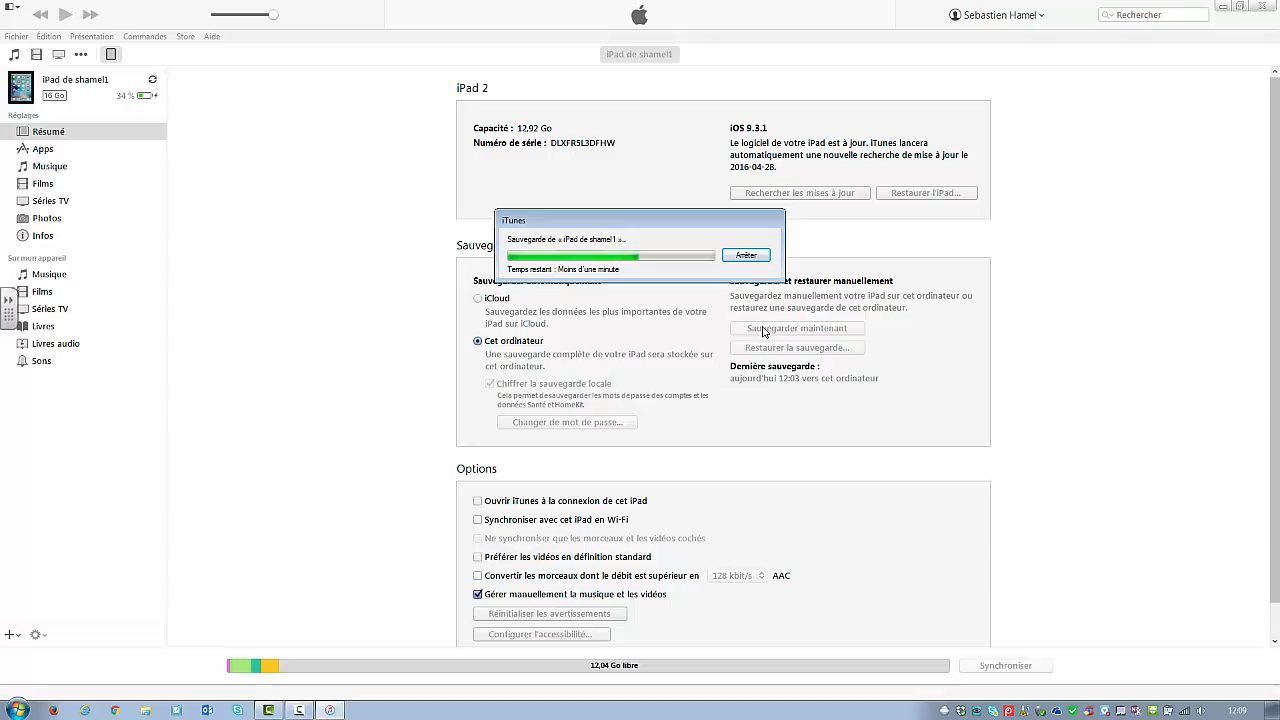 Sebastien Hamel
Rechercher
Fichier Édition Présentation Commandes Store Aide
iPad de shamel1
iPad de shamel1
16 Go 34 %
Réglages
Résumé
Apps
Musique
Films
Séries TV
Photos
Infos
Sur mon appareil
Musique
Films
Séries TV
Livres
Livres audio
Sons
iPad 2
Capacité : 12,92 Go
Numéro de série : DLXFR5L3DFHW
iOS 9.3.1
Le logiciel de votre iPad est à jour. iTunes lancera
automatiquement une nouvelle recherche de mise à jour le
2016-04-28.
Rechercher les mises à jour Restaurer l'iPad...
iTunes
Sauvegarde de « iPad de shamel1 »...
Arrêter
Temps restant : Moins d'une minute
iCloud
Sauvegardez les données les plus importantes de votre
iPad sur iCloud.
Cet ordinateur
Une sauvegarde complète de votre iPad sera stockée sur
cet ordinateur.
Chiffrer la sauvegarde locale
Cela permet de sauvegarder les mots de passe des comptes et les
données Santé et HomeKit.
Changer de mot de passe...
et restaurer manuellement
Sauvegardez manuellement votre iPad sur cet ordinateur ou
restaurez une sauvegarde de cet ordinateur.
Sauvegarder maintenant
Restaurer la sauvegarde...
Dernière sauvegarde :
aujourd'hui 12:03 vers cet ordinateur
Options
Ouvrir iTunes à la connexion de cet iPad
Synchroniser avec cet iPad en Wi-Fi
Ne synchroniser que les morceaux et les vidéos cochés
Préférer les vidéos en définition standard
Convertir les morceaux dont le débit est supérieur en 128 kbit/s AAC
Gérer manuellement la musique et les vidéos
Réinitialiser les avertissements
Configurer l'accessibilité...
12,04 Go libre
Synchroniser
12:09